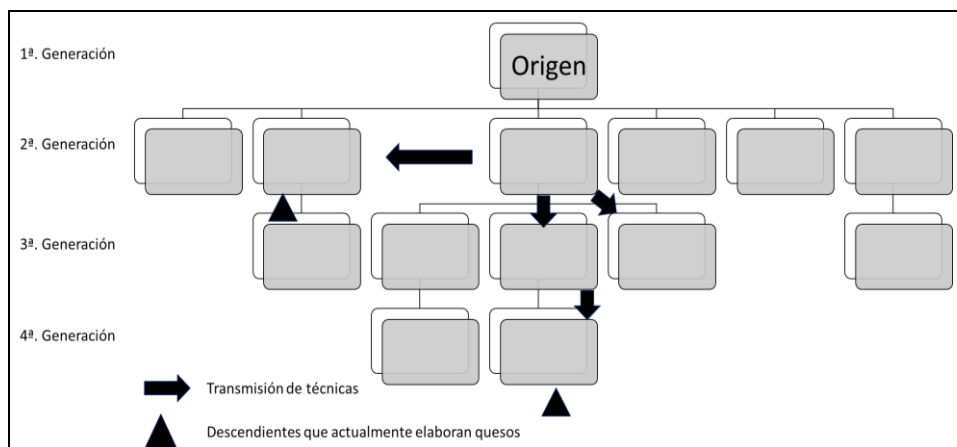 1ª. Generación
Origen
2ª. Generación
3ª. Generación
4ª. Generación
Transmisión de técnicas
Descendientes que actualmente elaboran quesos